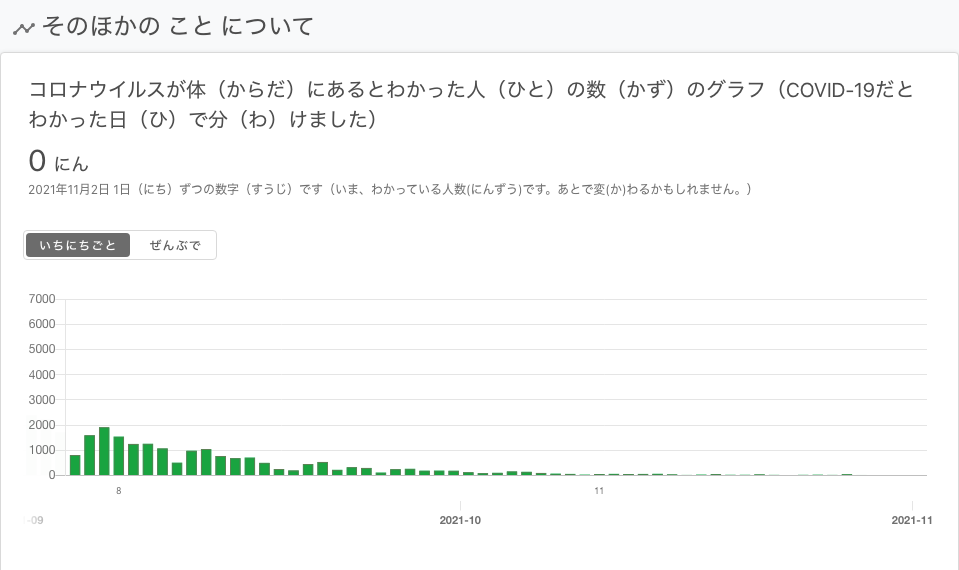 そのほかの こと について
コロナウイルスが体（からだ）にあるとわかった人（ひと）の数（かず）のグラフ（COVID-19だと
わかった日（ひ）で分（わ）けました）
0 にん
2021年11月2日 1日（にち）ずつの数字（すうじ）です（いま、わかっている人数(にんずう)です。あとで変(か)わるかもしれません。）
いちにちごと ぜんぶで
7000
6000
5000
4000
3000
2000
1000
0
8 11
-09 2021-10 2021-11